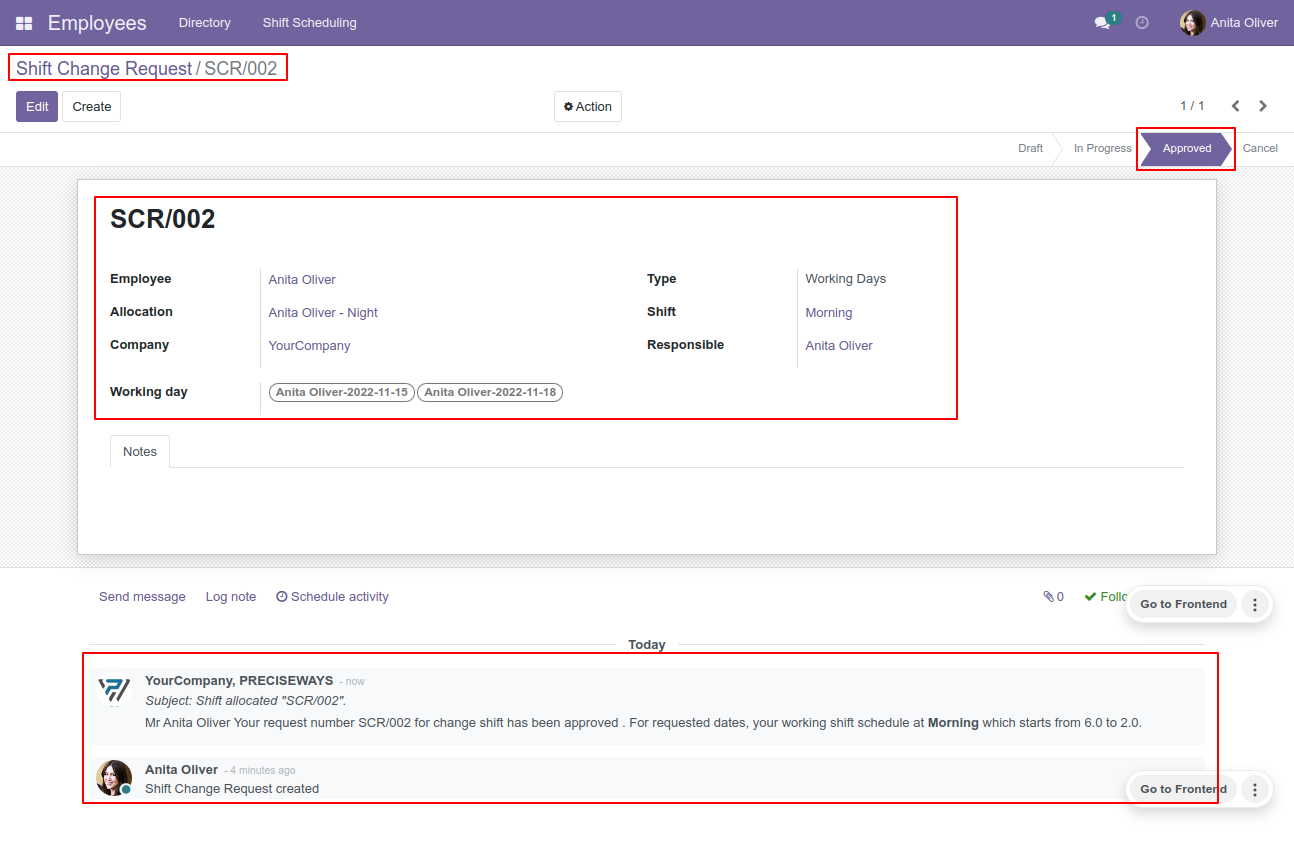 Employees Directory Shift Scheduling 1 Anita Oliver
Shift Change Request / SCR/002
Edit Create Action 1 / 1
Draft In Progress Approved Cancel
SCR/002
Employee Anita Oliver Type Working Days
Allocation Anita Oliver - Night Shift Morning
Company YourCompany Responsible Anita Oliver
Working day Anita Oliver-2022-11-15 Anita Oliver-2022-11-18
Notes
Send message Log note Schedule activity 0 Follo Go to Frontend
Today
YourCompany, PRECISEWAYS - now
Subject: Shift allocated "SCR/002".
Mr Anita Oliver Your request number SCR/002 for change shift has been approved . For requested dates, your working shift schedule at Morning which starts from 6.0 to 2.0.
Anita Oliver - 4 minutes ago
Shift Change Request created Go to Frontend